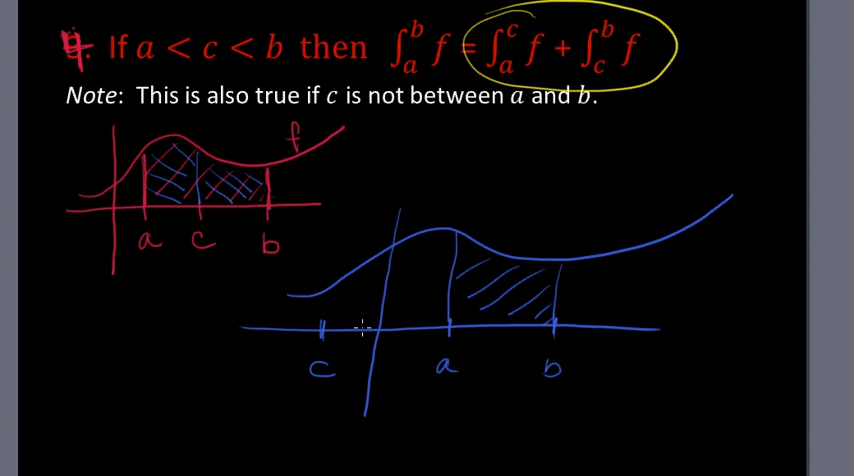 4. If a < c < b then ∫_a^b f = ∫_a^c f + ∫_c^b f
Note: This is also true if c is not between a and b.
f
a c b
c a b